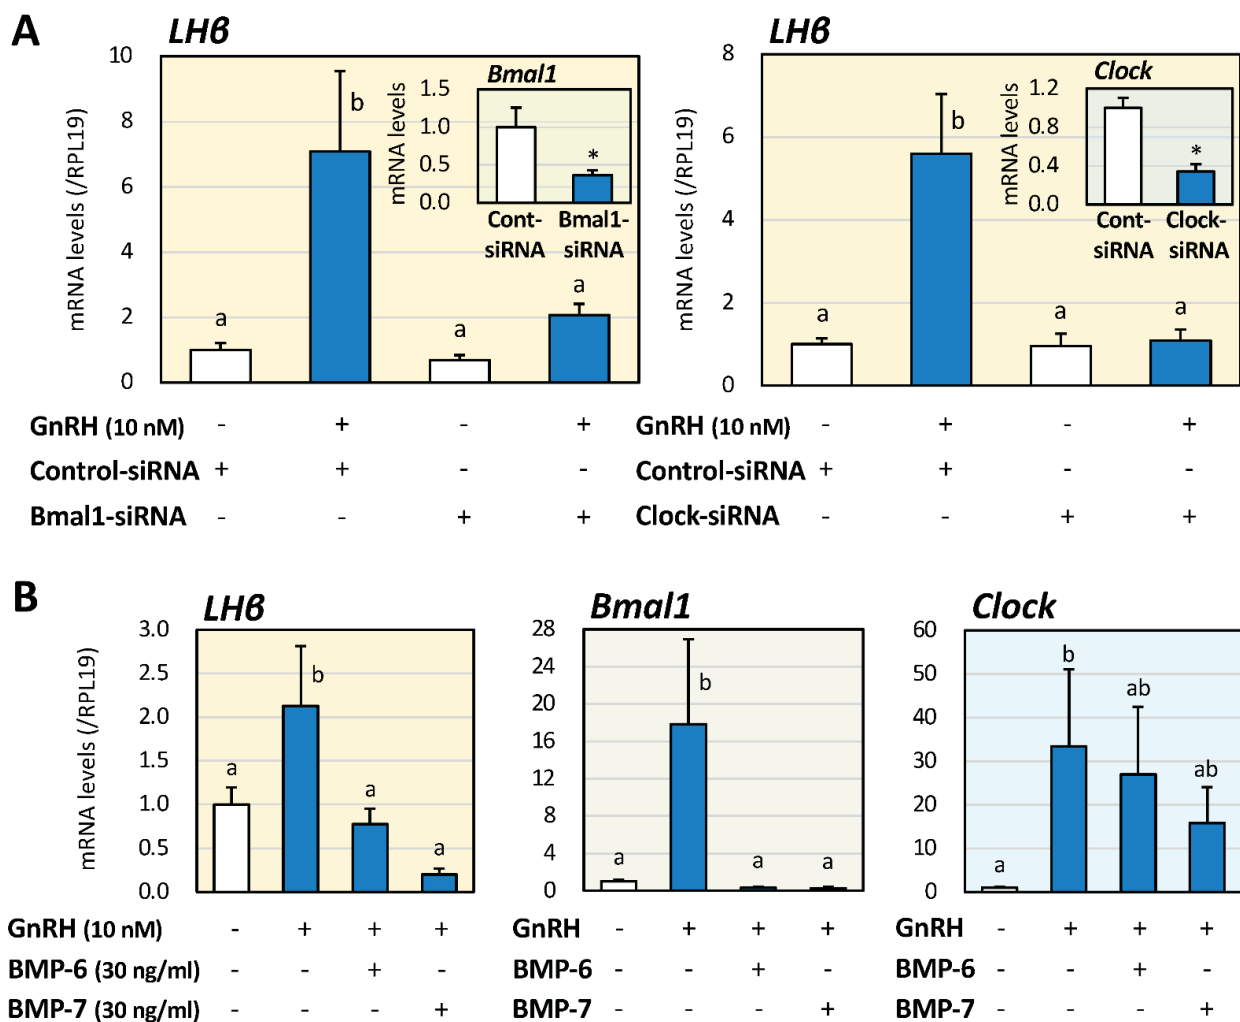 A
LHβ
mRNA levels (/RPL19)
10
8
6
4
2
0
a
b
a
a
Bmal1
mRNA levels
1.5
1.0
0.5
0.0
*
Cont-siRNA
Bmal1-siRNA
GnRH (10 nM) - + - +
Control-siRNA + + - -
Bmal1-siRNA - - + +
LHβ
mRNA levels (/RPL19)
8
6
4
2
0
a
b
a
a
Clock
mRNA levels
1.2
0.8
0.4
0.0
*
Cont-siRNA
Clock-siRNA
GnRH (10 nM) - + - +
Control-siRNA + + - -
Clock-siRNA - - + +
B
LHβ
mRNA levels (/RPL19)
3.0
2.5
2.0
1.5
1.0
0.5
0.0
a
b
a
a
GnRH (10 nM) - + + +
BMP-6 (30 ng/ml) - - + -
BMP-7 (30 ng/ml) - - - +
Bmal1
28
24
20
16
12
8
4
0
a
b
a
a
GnRH - + + +
BMP-6 - - + -
BMP-7 - - - +
Clock
60
50
40
30
20
10
0
a
b
ab
ab
GnRH - + + +
BMP-6 - - + -
BMP-7 - - - +